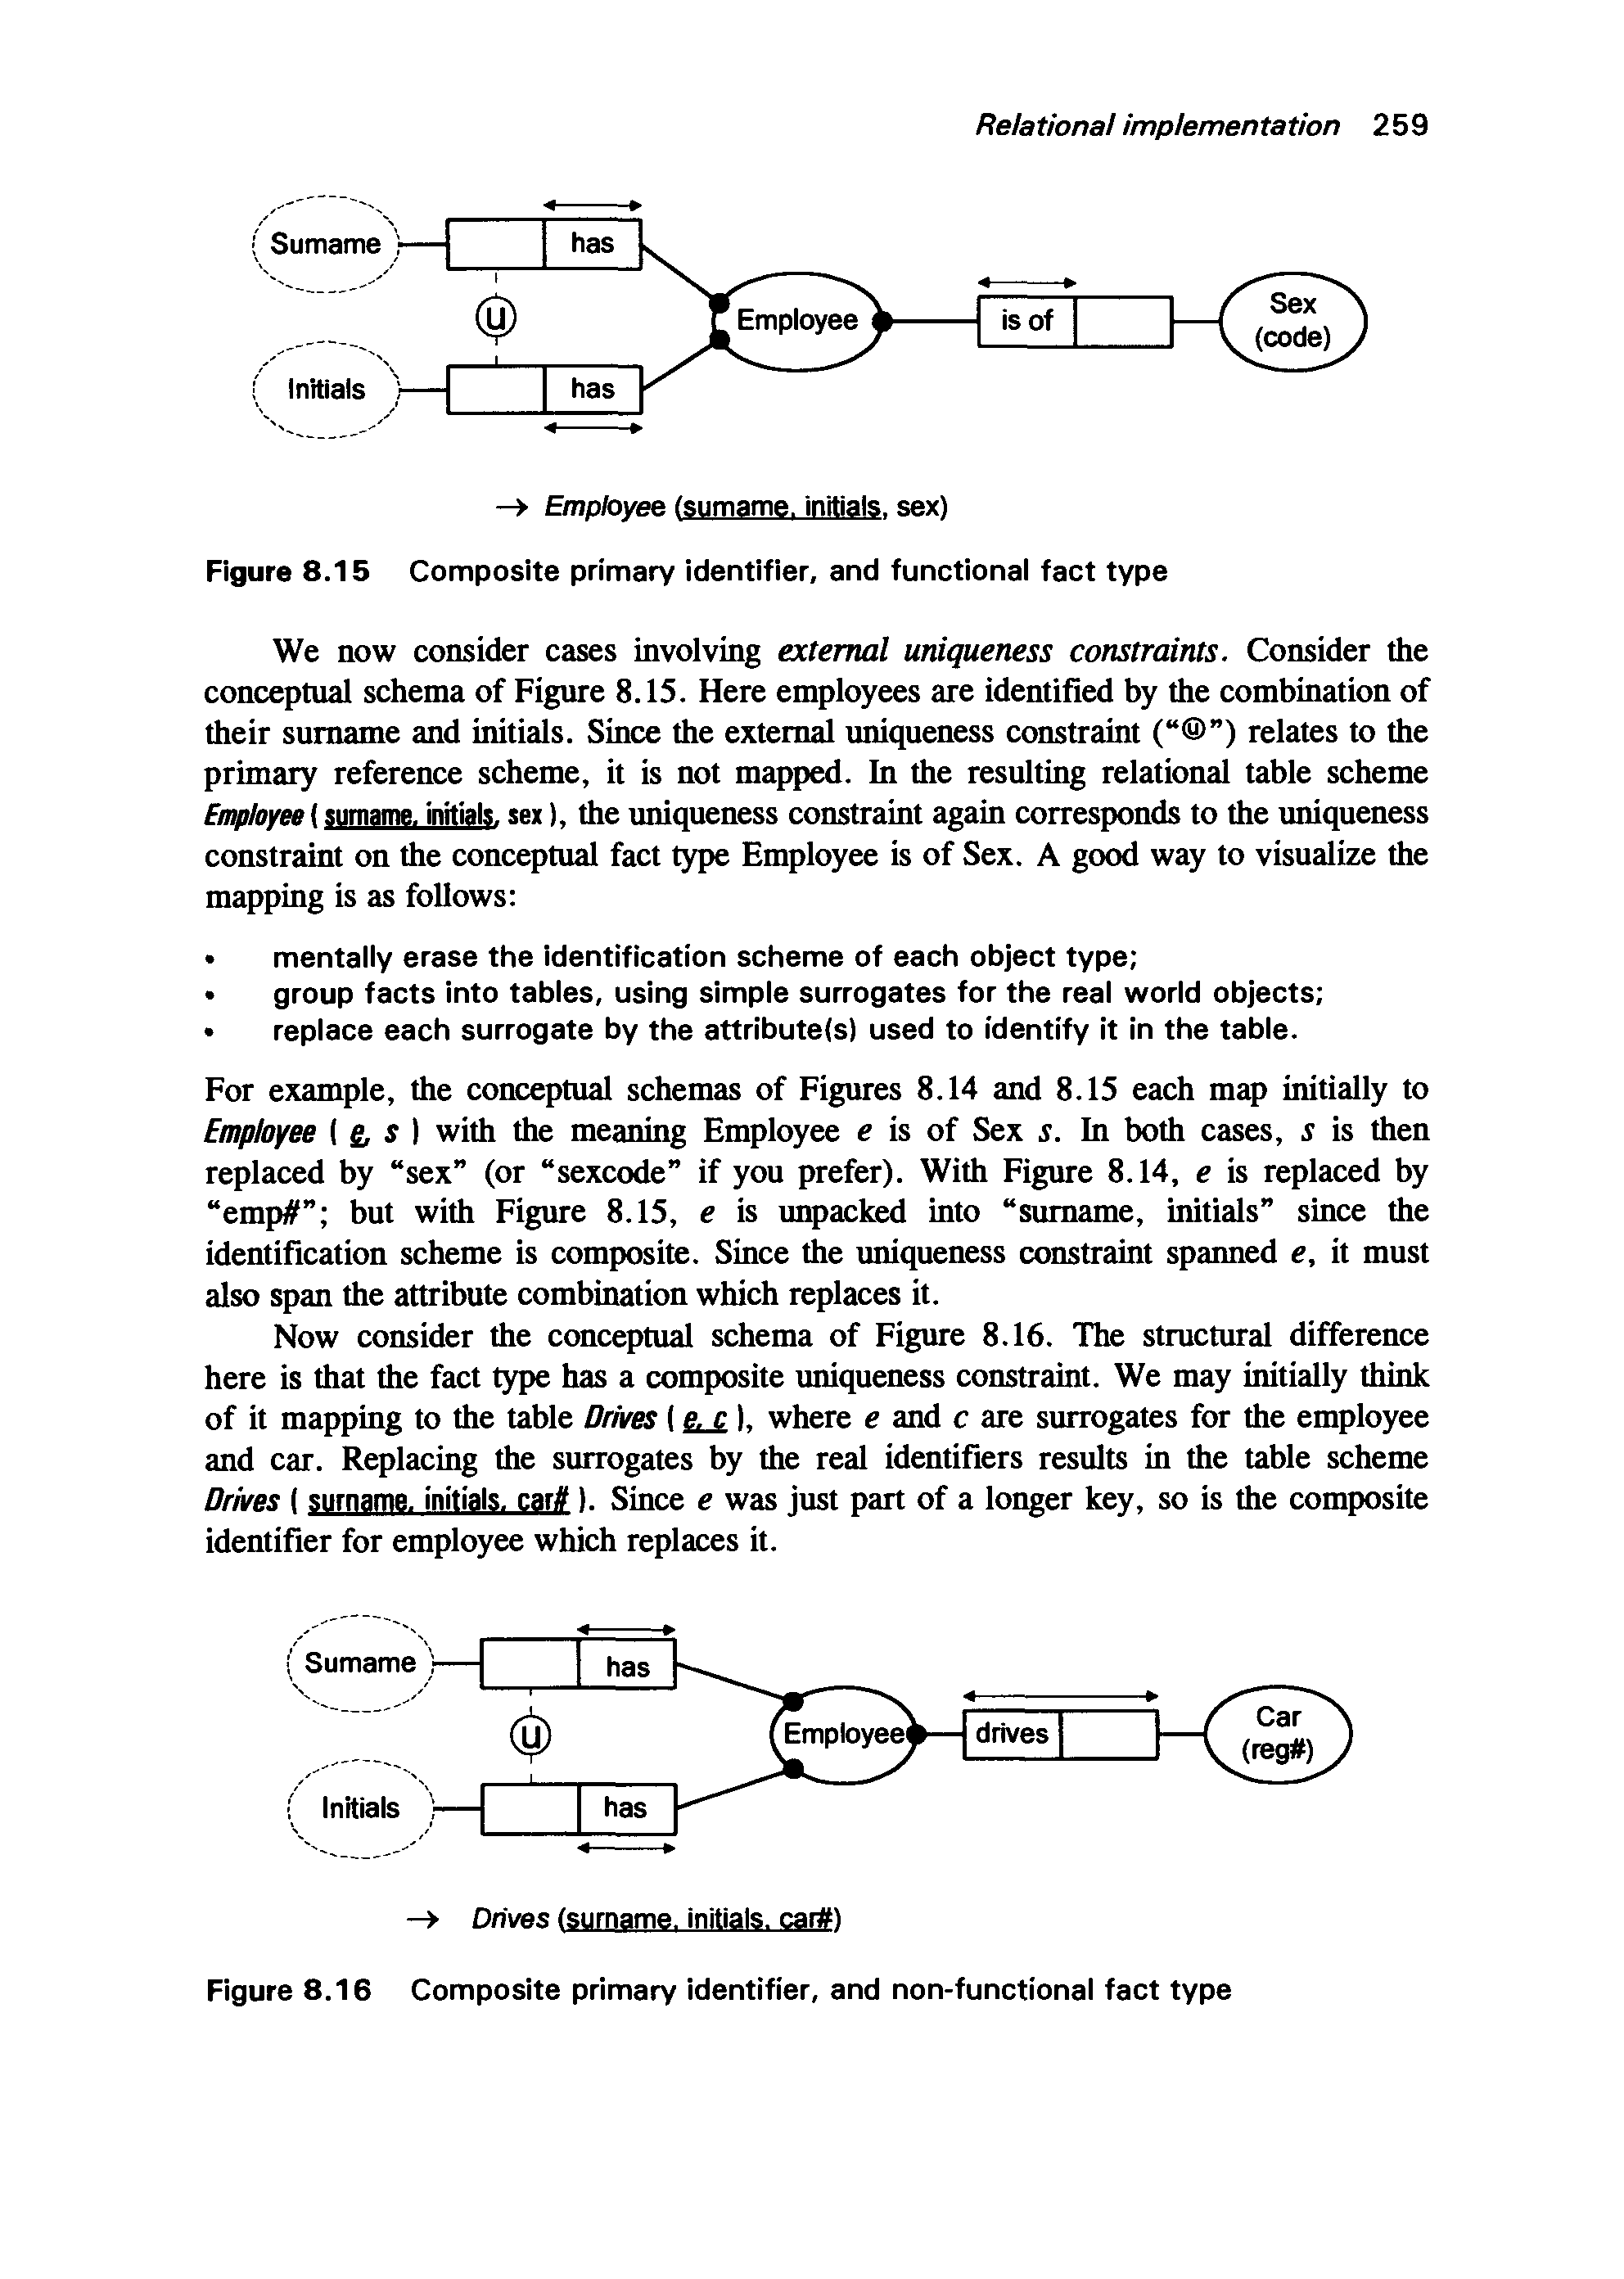 Relational implementation 259
Surname
has
U
Employee
is of
Sex
(code)
Initials
has
→ Employee (surname, initials, sex)
Figure 8.15 Composite primary identifier, and functional fact type
We now consider cases involving external uniqueness constraints. Consider the
conceptual schema of Figure 8.15. Here employees are identified by the combination of
their surname and initials. Since the external uniqueness constraint (“Ⓤ”) relates to the
primary reference scheme, it is not mapped. In the resulting relational table scheme
Employee ( surname, initials, sex ), the uniqueness constraint again corresponds to the uniqueness
constraint on the conceptual fact type Employee is of Sex. A good way to visualize the
mapping is as follows:
• mentally erase the identification scheme of each object type;
• group facts into tables, using simple surrogates for the real world objects;
• replace each surrogate by the attribute(s) used to identify it in the table.
For example, the conceptual schemas of Figures 8.14 and 8.15 each map initially to
Employee ( e, s ) with the meaning Employee e is of Sex s. In both cases, s is then
replaced by “sex” (or “sexcode” if you prefer). With Figure 8.14, e is replaced by
“emp#”; but with Figure 8.15, e is unpacked into “surname, initials” since the
identification scheme is composite. Since the uniqueness constraint spanned e, it must
also span the attribute combination which replaces it.
Now consider the conceptual schema of Figure 8.16. The structural difference
here is that the fact type has a composite uniqueness constraint. We may initially think
of it mapping to the table Drives ( e, c ), where e and c are surrogates for the employee
and car. Replacing the surrogates by the real identifiers results in the table scheme
Drives ( surname, initials, car# ). Since e was just part of a longer key, so is the composite
identifier for employee which replaces it.
Surname
has
U
Employee
drives
Car
(reg#)
Initials
has
→ Drives (surname, initials, car#)
Figure 8.16 Composite primary identifier, and non-functional fact type